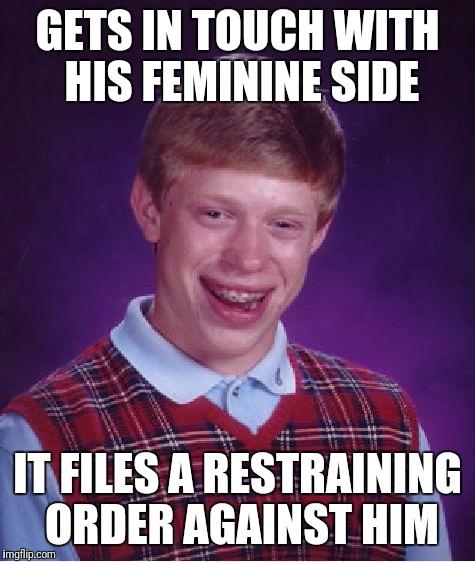 GETS IN TOUCH WITH
HIS FEMININE SIDE
IT FILES A RESTRAINING
ORDER AGAINST HIM
imgflip.com